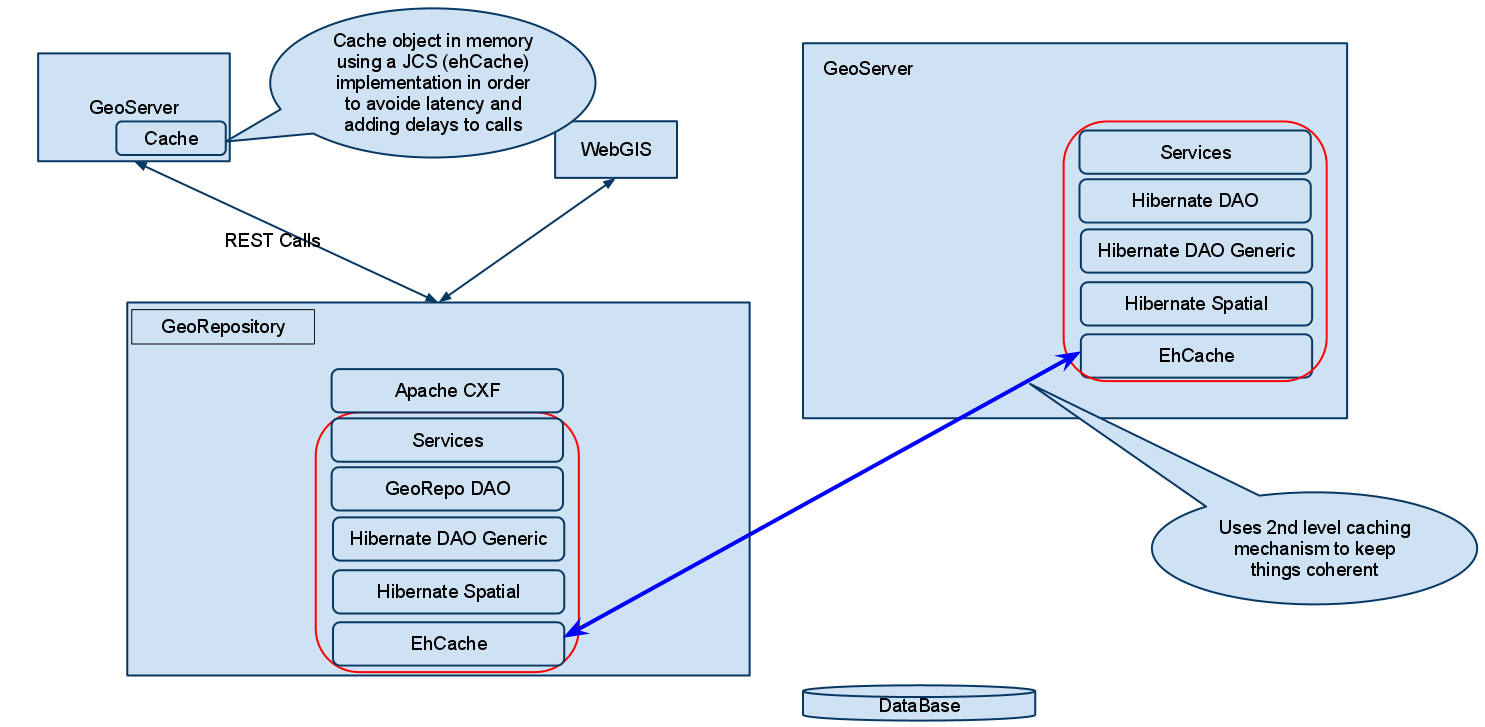 Cache object in memory
using a JCS (ehCache)
implementation in order
to avoide latency and
adding delays to calls
GeoServer
Cache
WebGIS
REST Calls
GeoRepository
Apache CXF
Services
GeoRepo DAO
Hibernate DAO Generic
Hibernate Spatial
EhCache
GeoServer
Services
Hibernate DAO
Hibernate DAO Generic
Hibernate Spatial
EhCache
Uses 2nd level caching
mechanism to keep
things coherent
DataBase